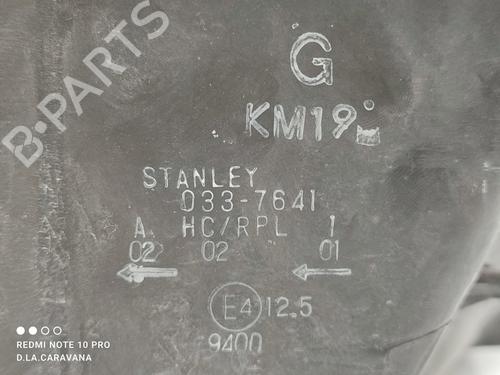 B-PARTS
G
KM19
STANLEY
033-7641
A HC/RPL 1
02 02 01
E4 12.5
9400
REDMI NOTE 10 PRO
D.LA.CARAVANA